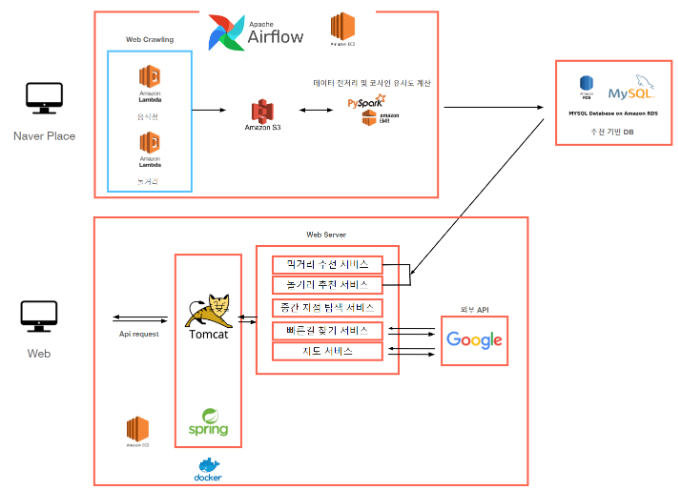 Apache
Airflow
Amazon EC2
Web Crawling
Amazon
Lambda
음식점
Amazon
Lambda
놀거리
Naver Place
Amazon S3
데이터 전처리 및 코사인 유사도 계산
PySpark
amazon
EMR
Amazon
RDS
MySQL
MYSQL Database on Amazon RDS
추천 기반 DB
Web Server
먹거리 추천 서비스
놀거리 추천 서비스
중간 지점 탐색 서비스
빠른길 찾기 서비스
지도 서비스
외부 API
Google
Tomcat
Api request
Web
spring
Amazon EC2
docker